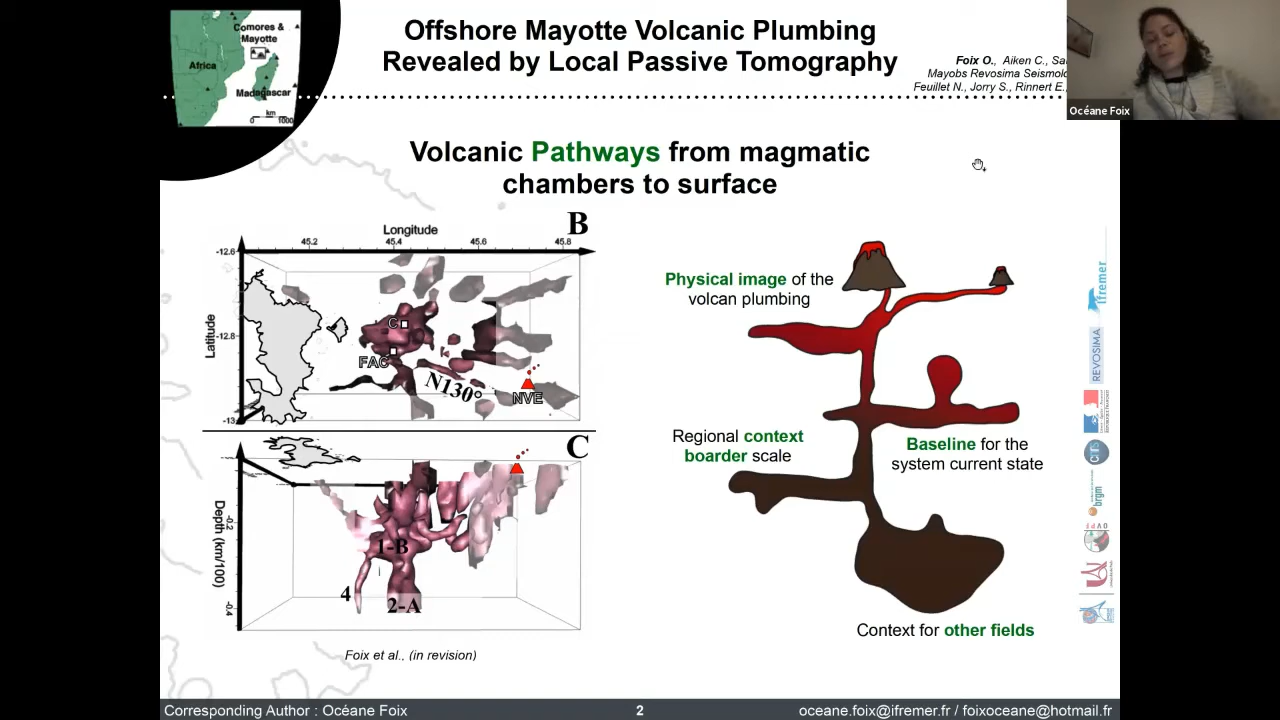 Offshore Mayotte Volcanic Plumbing
Revealed by Local Passive Tomography
Foix O., Aiken C., Sa
Mayobs Revosima Seismol
Feuillet N., Jorry S., Rinnert E.,
Océane Foix
Comores &
Mayotte
Africa
Madagascar
km
0 1000
Volcanic Pathways from magmatic
chambers to surface
B
Longitude
45.2 45.4 45.6 45.8
-12.6
-12.8
-13
Latitude
C
FAC
N130°
NVE
C
Depth (km/100)
-0.2
-0.4
1-B
4
2-A
Foix et al., (in revision)
Physical image of the
volcan plumbing
Regional context
boarder scale
Baseline for the
system current state
Context for other fields
Ifremer
REVOSIMA
cnrs
brgm
Corresponding Author : Océane Foix
2
oceane.foix@ifremer.fr / foixoceane@hotmail.fr